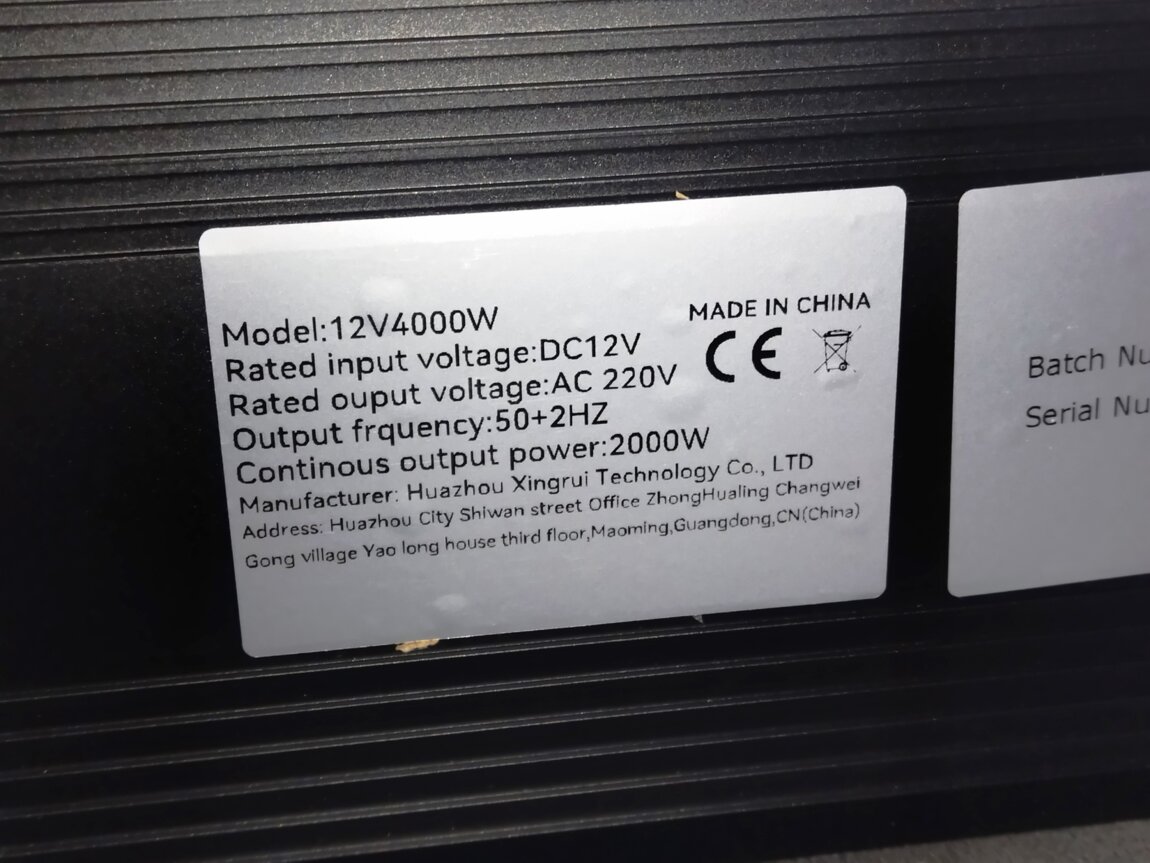 Model:12V4000W
Rated input voltage:DC12V
Rated ouput voltage:AC 220V
Output frquency:50+2HZ
Continous output power:2000W
Manufacturer: Huazhou Xingrui Technology Co., LTD
Address: Huazhou City Shiwan street Office ZhongHualing Changwei
Gong village Yao long house third floor,Maoming,Guangdong,CN(China)
MADE IN CHINA
CE
Batch Nu
Serial Nu